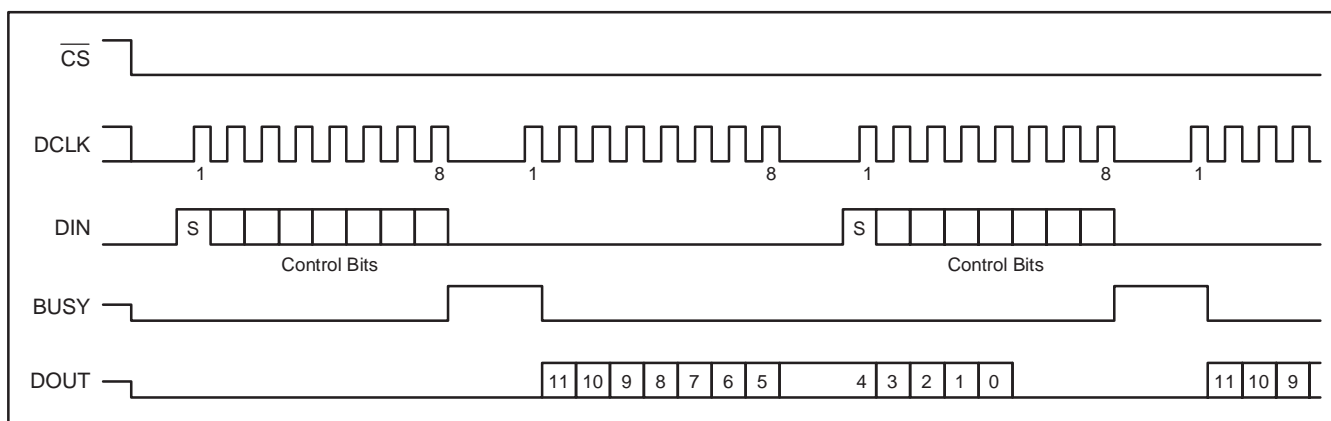 CS
DCLK
1 8 1 8 1 8 1
DIN
S S
Control Bits Control Bits
BUSY
DOUT
11 10 9 8 7 6 5 4 3 2 1 0 11 10 9